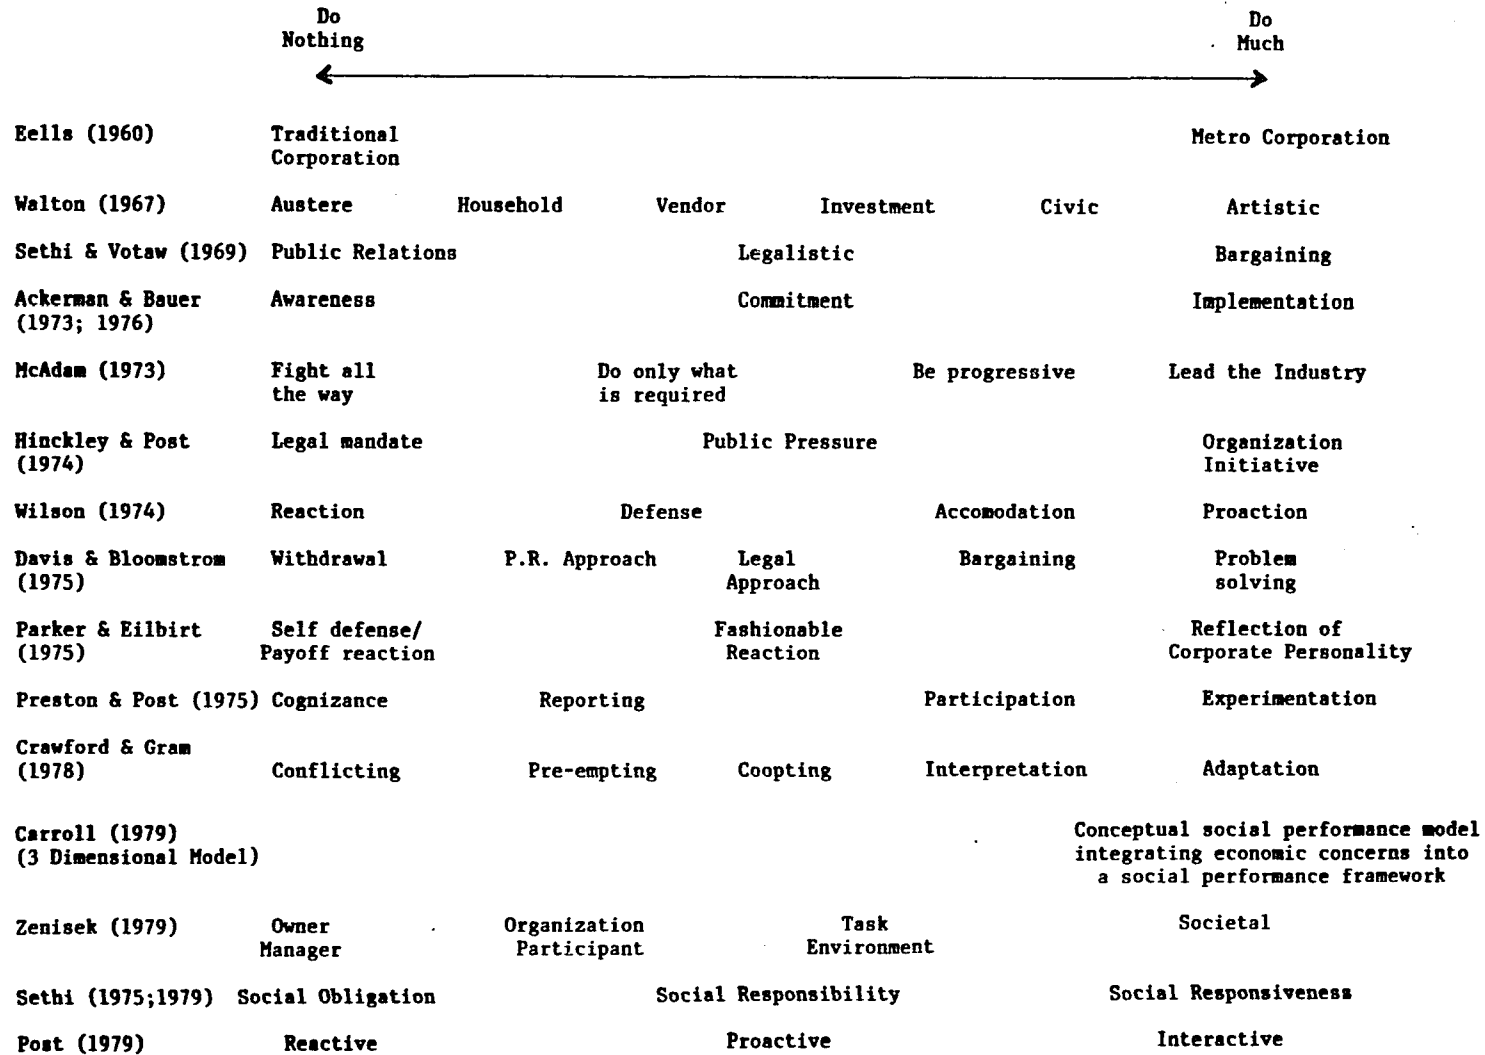 Do Do
Nothing Much
Eells (1960) Traditional Metro Corporation
Corporation
Walton (1967) Austere Household Vendor Investment Civic Artistic
Sethi & Votaw (1969) Public Relations Legalistic Bargaining
Ackerman & Bauer Awareness Commitment Implementation
(1973; 1976)
McAdam (1973) Fight all Do only what Be progressive Lead the Industry
the way is required
Hinckley & Post Legal mandate Public Pressure Organization
(1974) Initiative
Wilson (1974) Reaction Defense Accomodation Proaction
Davis & Bloomstrom Withdrawal P.R. Approach Legal Bargaining Problem
(1975) Approach solving
Parker & Eilbirt Self defense/ Fashionable Reflection of
(1975) Payoff reaction Reaction Corporate Personality
Preston & Post (1975) Cognizance Reporting Participation Experimentation
Crawford & Gram
(1978) Conflicting Pre-empting Coopting Interpretation Adaptation
Carroll (1979) Conceptual social performance model
(3 Dimensional Model) integrating economic concerns into
a social performance framework
Zenisek (1979) Owner Organization Task Societal
Manager Participant Environment
Sethi (1975;1979) Social Obligation Social Responsibility Social Responsiveness
Post (1979) Reactive Proactive Interactive